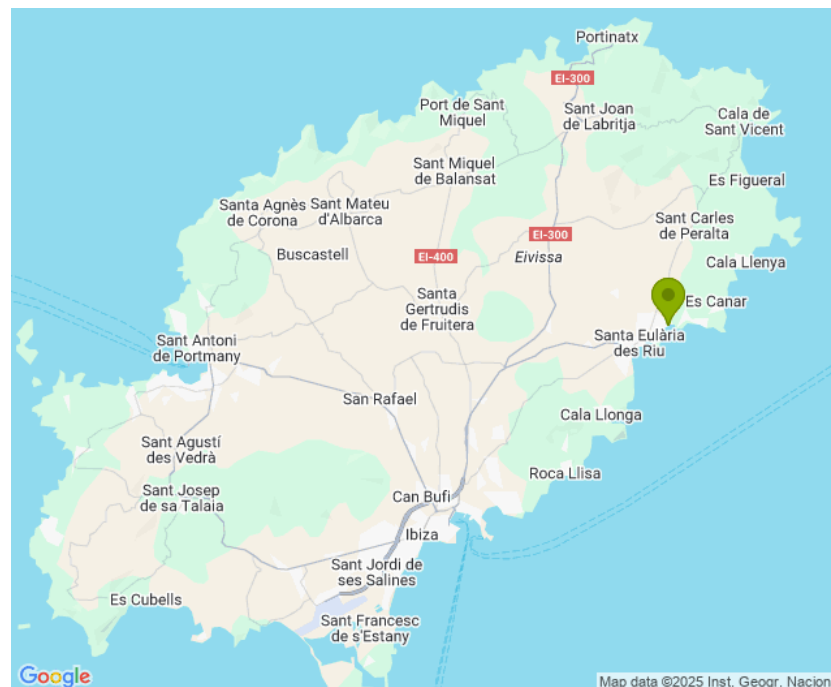 Portinatx
EI-300
Port de Sant
Miquel
Sant Joan
de Labritja
Cala de
Sant Vicent
Sant Miquel
de Balansat
Es Figueral
Santa Agnès
de Corona
Sant Mateu
d'Albarca
Sant Carles
de Peralta
EI-300
Buscastell
EI-400
Eivissa
Cala Llenya
Santa
Gertrudis
de Fruitera
Es Canar
Sant Antoni
de Portmany
Santa Eulària
des Riu
San Rafael
Cala Llonga
Sant Agustí
des Vedrà
Roca Llisa
Sant Josep
de sa Talaia
Can Bufi
Ibiza
Sant Jordi de
ses Salines
Es Cubells
Sant Francesc
de s'Estany
Google
Map data ©2025 Inst. Geogr. Nacion